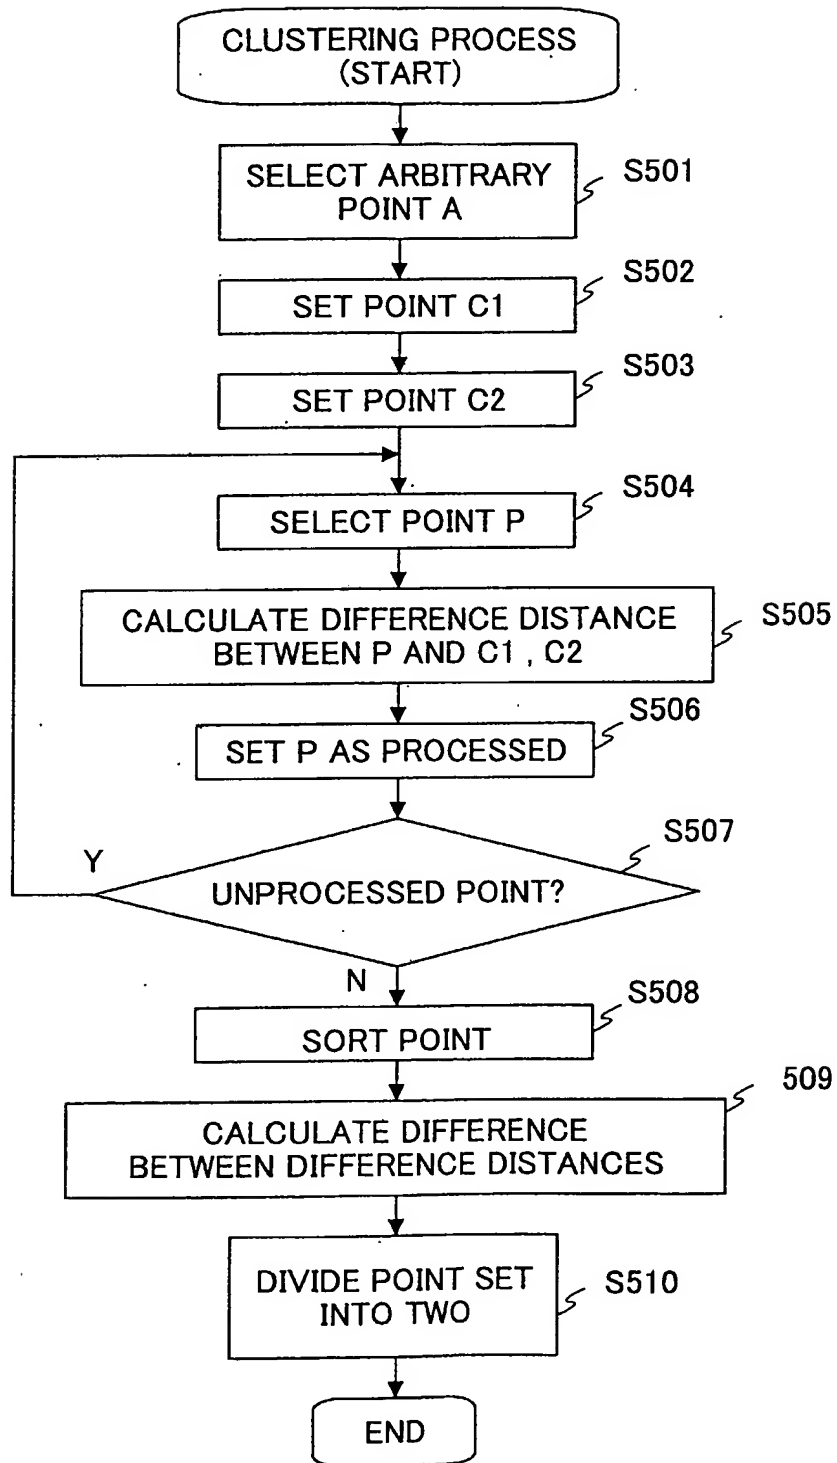 CLUSTERING PROCESS
(START)
SELECT ARBITRARY
POINT A
S501
SET POINT C1
S502
SET POINT C2
S503
SELECT POINT P
S504
CALCULATE DIFFERENCE DISTANCE
BETWEEN P AND C1 , C2
S505
SET P AS PROCESSED
S506
UNPROCESSED POINT?
S507
Y
N
SORT POINT
S508
CALCULATE DIFFERENCE
BETWEEN DIFFERENCE DISTANCES
509
DIVIDE POINT SET
INTO TWO
S510
END